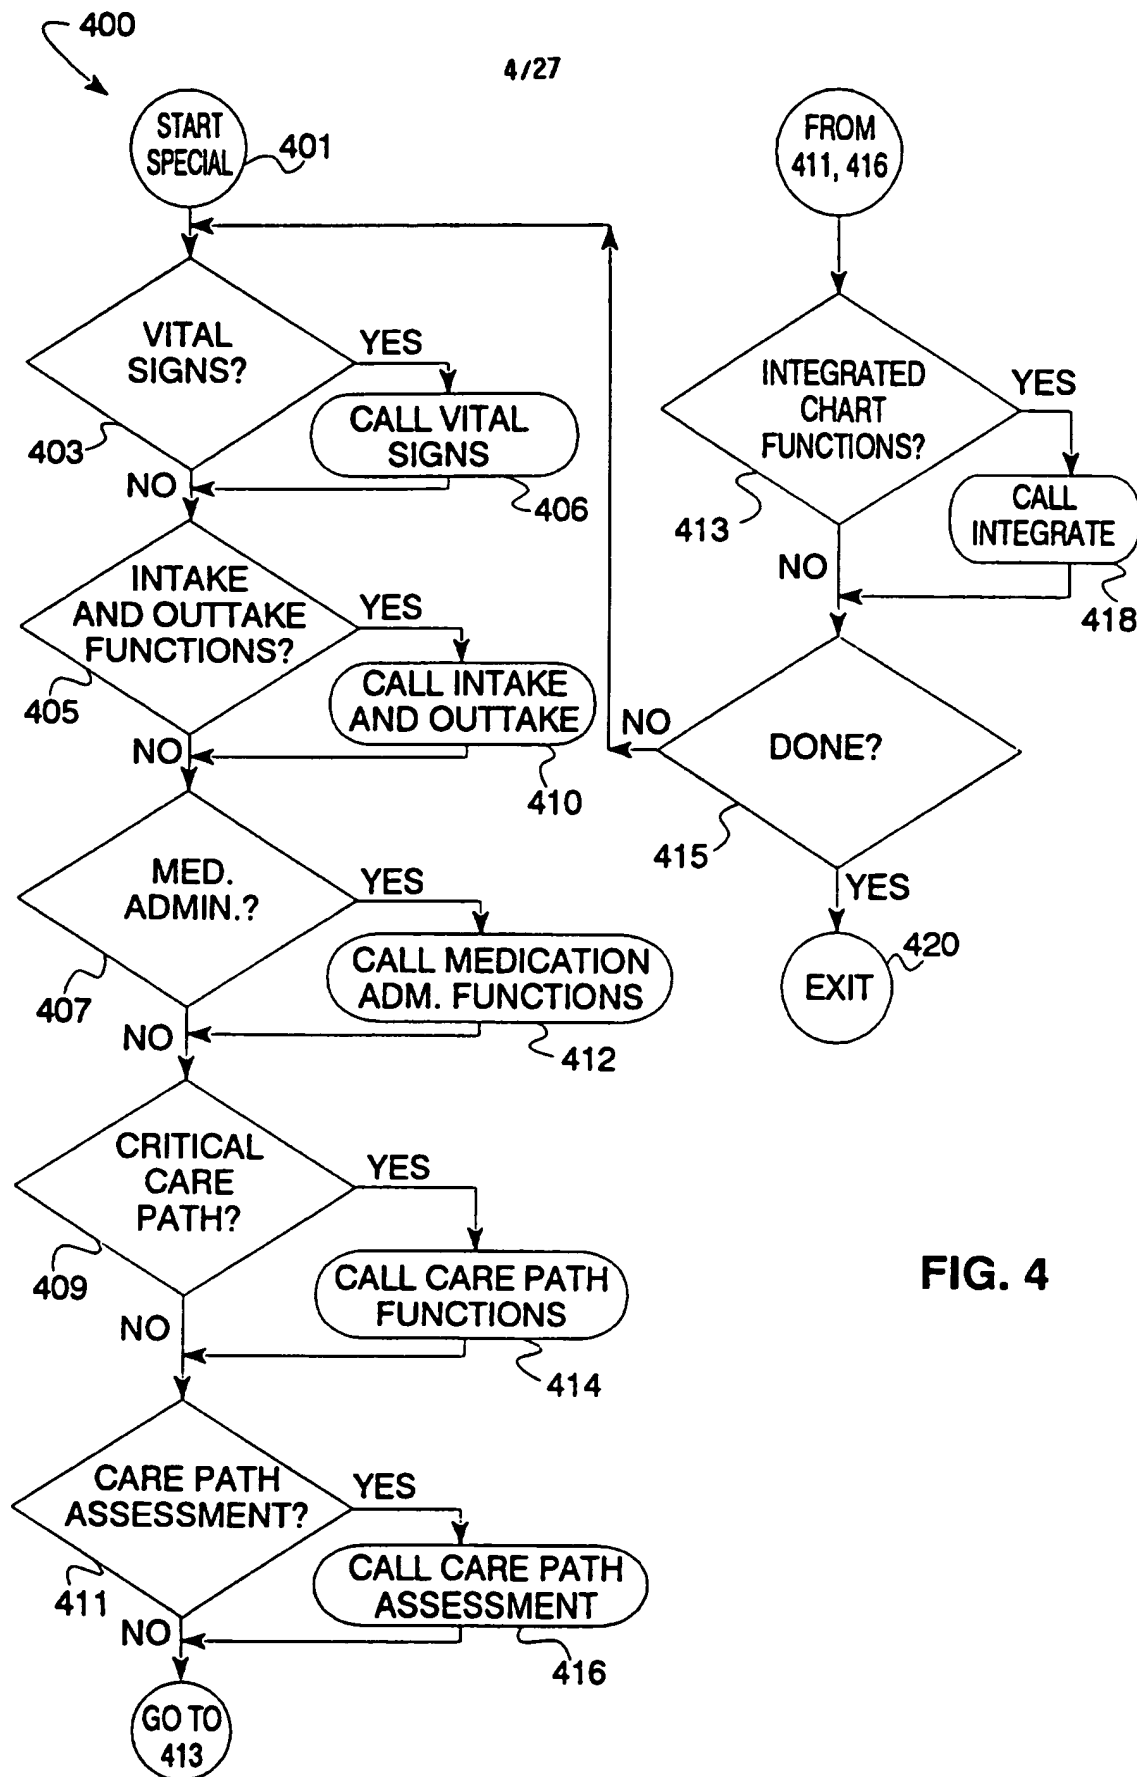 400
4/27
START
SPECIAL
401
VITAL
SIGNS?
YES
403
CALL VITAL
SIGNS
NO
406
INTAKE
AND OUTTAKE
FUNCTIONS?
YES
405
CALL INTAKE
AND OUTTAKE
NO
410
MED.
ADMIN.?
YES
407
CALL MEDICATION
ADM. FUNCTIONS
NO
412
CRITICAL
CARE
PATH?
YES
409
CALL CARE PATH
FUNCTIONS
NO
414
CARE PATH
ASSESSMENT?
YES
411
CALL CARE PATH
ASSESSMENT
NO
416
GO TO
413
FROM
411, 416
INTEGRATED
CHART
FUNCTIONS?
YES
413
CALL
INTEGRATE
NO
418
DONE?
NO
415
YES
420
EXIT
FIG. 4